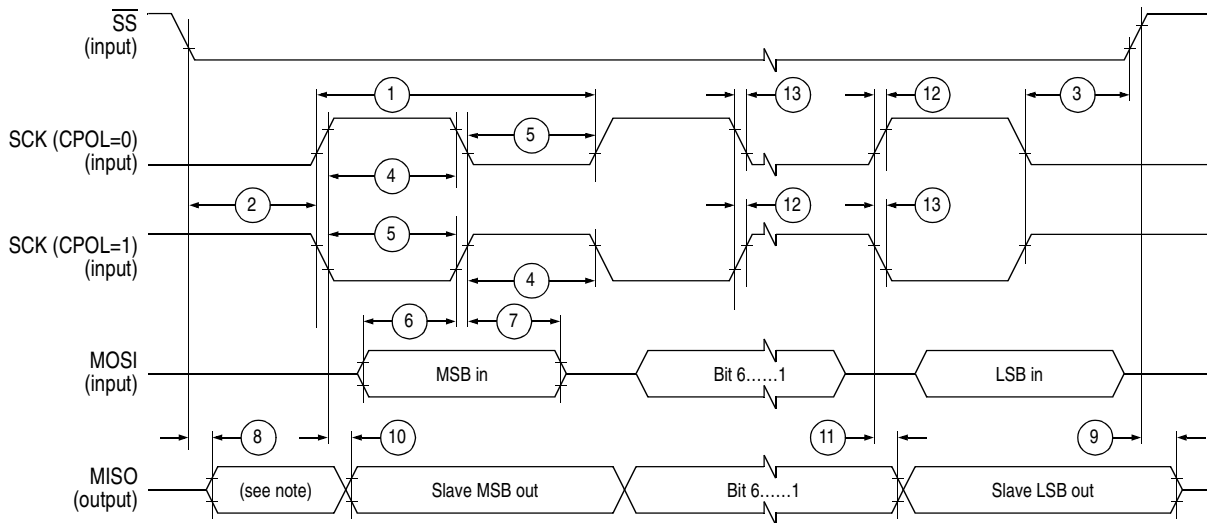 SS
(input)
1
13
12
3
SCK (CPOL=0)
(input)
5
4
2
12
13
SCK (CPOL=1)
(input)
5
4
6
7
MOSI
(input)
MSB in
Bit 6......1
LSB in
8
10
11
9
MISO
(output)
(see note)
Slave MSB out
Bit 6......1
Slave LSB out